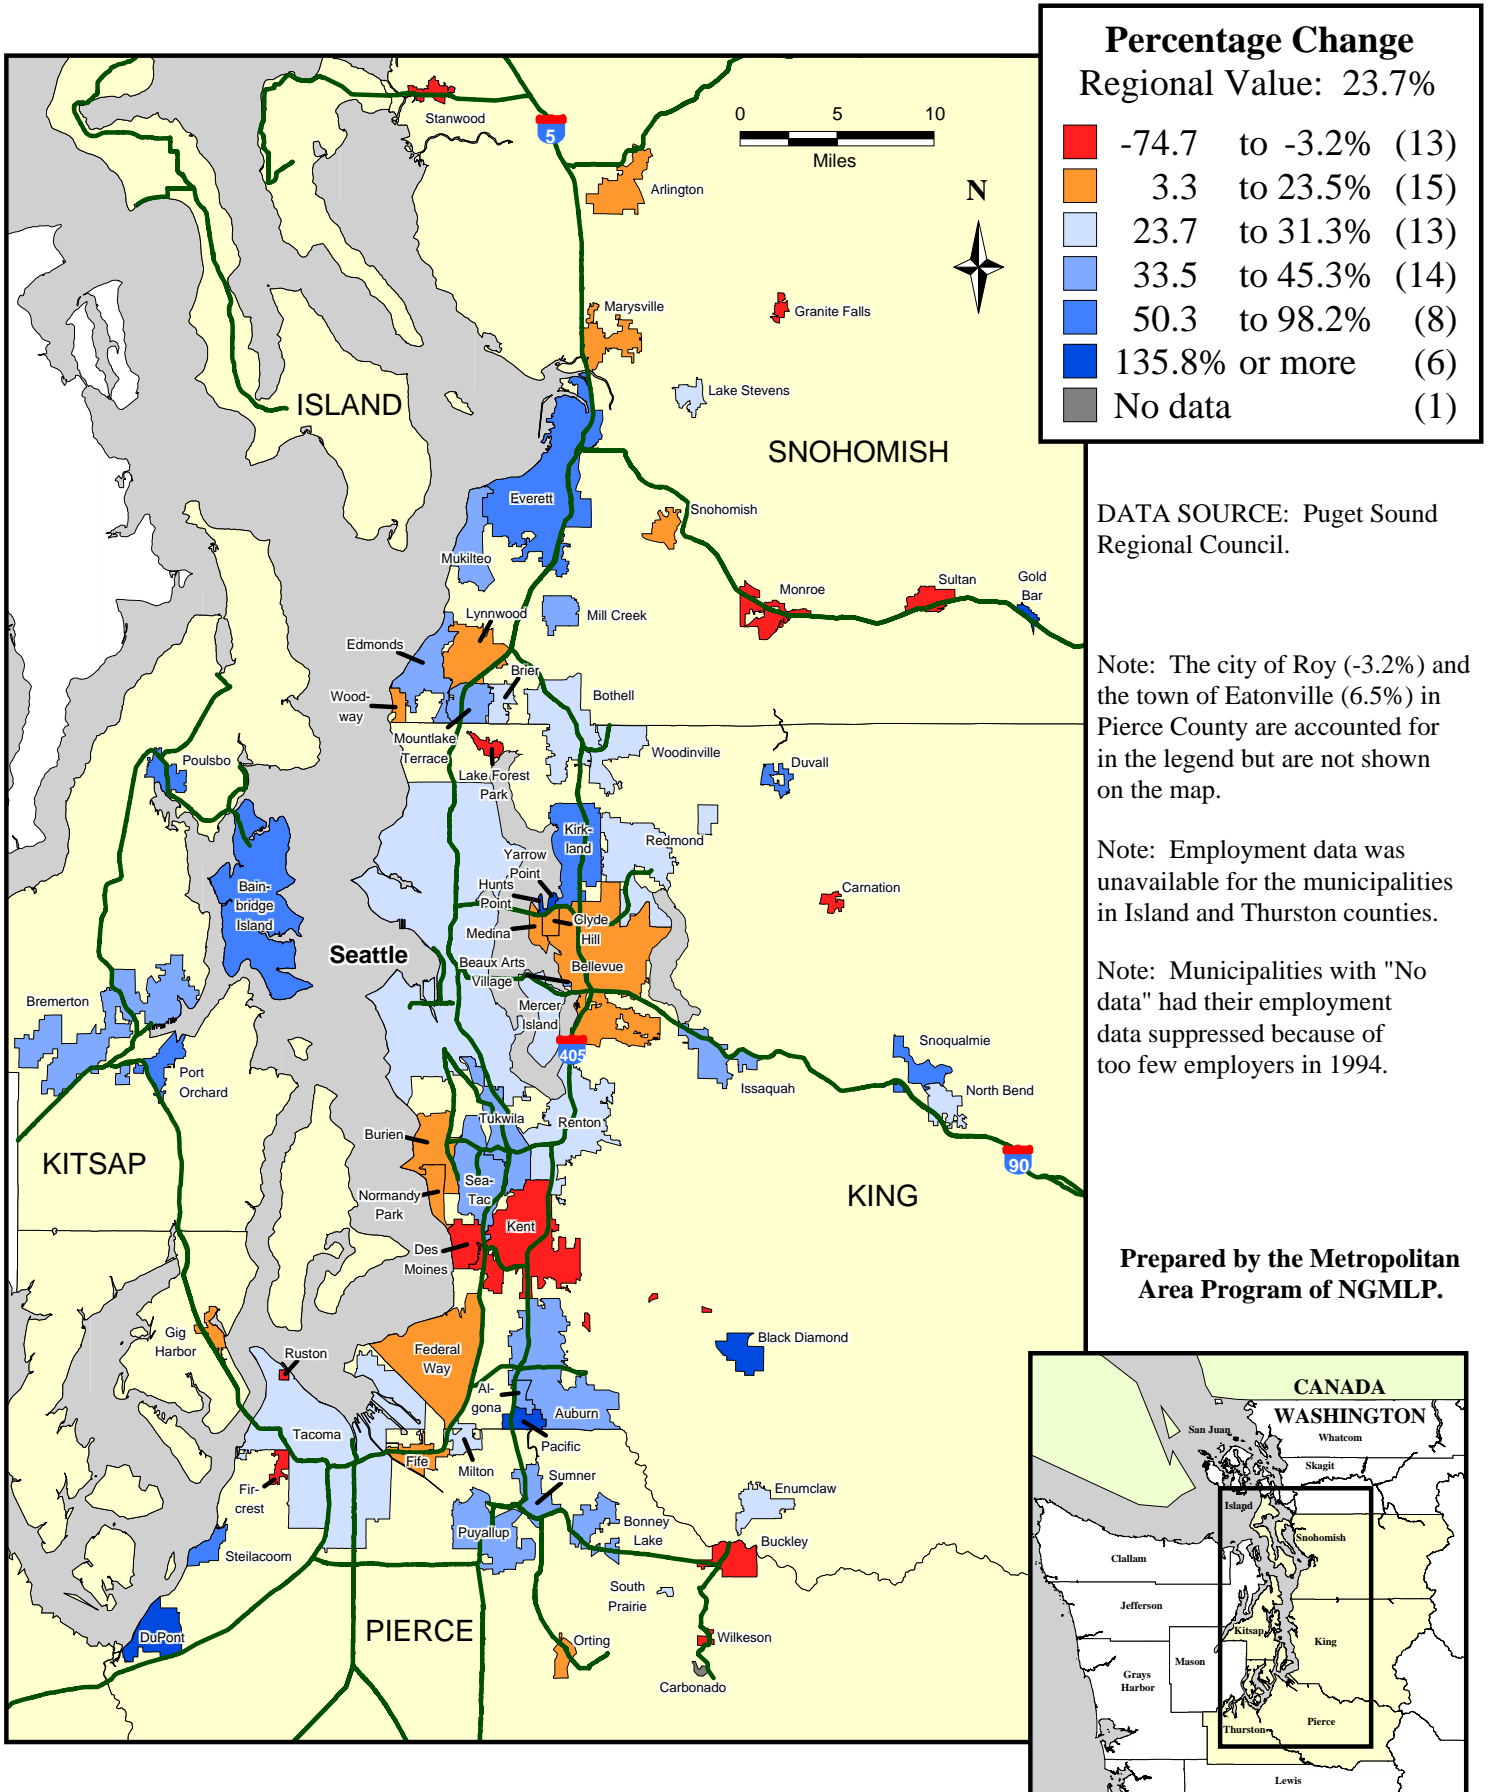 Percentage Change
Regional Value: 23.7%
-74.7 to -3.2% (13)
3.3 to 23.5% (15)
23.7 to 31.3% (13)
33.5 to 45.3% (14)
50.3 to 98.2% (8)
135.8% or more (6)
No data (1)
0 5 10
Miles
N
Stanwood
5
Arlington
Marysville
Granite Falls
Lake Stevens
ISLAND
SNOHOMISH
Everett
Snohomish
Mukilteo
Monroe
Sultan
Gold
Bar
Lynnwood
Mill Creek
Edmonds
Brier
Wood-
way
Bothell
Mountlake
Terrace
Woodinville
Lake Forest
Park
Duvall
Poulsbo
Kirk-
land
Redmond
Yarrow
Point
Hunts
Point
Carnation
Bain-
bridge
Island
Medina
Clyde
Hill
Seattle
Beaux Arts
Village
Bellevue
Bremerton
Mercer
Island
405
Port
Orchard
Issaquah
Snoqualmie
North Bend
Tukwila
Renton
Burien
90
KITSAP
Sea-
Tac
KING
Normandy
Park
Kent
Des
Moines
Gig
Harbor
Ruston
Federal
Way
Black Diamond
Al-
gona
Auburn
Tacoma
Pacific
Fife
Milton
Sumner
Fir-
crest
Enumclaw
Puyallup
Bonney
Lake
Buckley
Steilacoom
South
Prairie
PIERCE
DuPont
Orting
Wilkeson
Carbonado
DATA SOURCE: Puget Sound
Regional Council.
Note: The city of Roy (-3.2%) and
the town of Eatonville (6.5%) in
Pierce County are accounted for
in the legend but are not shown
on the map.
Note: Employment data was
unavailable for the municipalities
in Island and Thurston counties.
Note: Municipalities with "No
data" had their employment
data suppressed because of
too few employers in 1994.
Prepared by the Metropolitan
Area Program of NGMLP.
CANADA
WASHINGTON
San Juan
Whatcom
Skagit
Island
Snohomish
Clallam
Jefferson
Kitsap
King
Mason
Grays
Harbor
Thurston
Pierce
Lewis